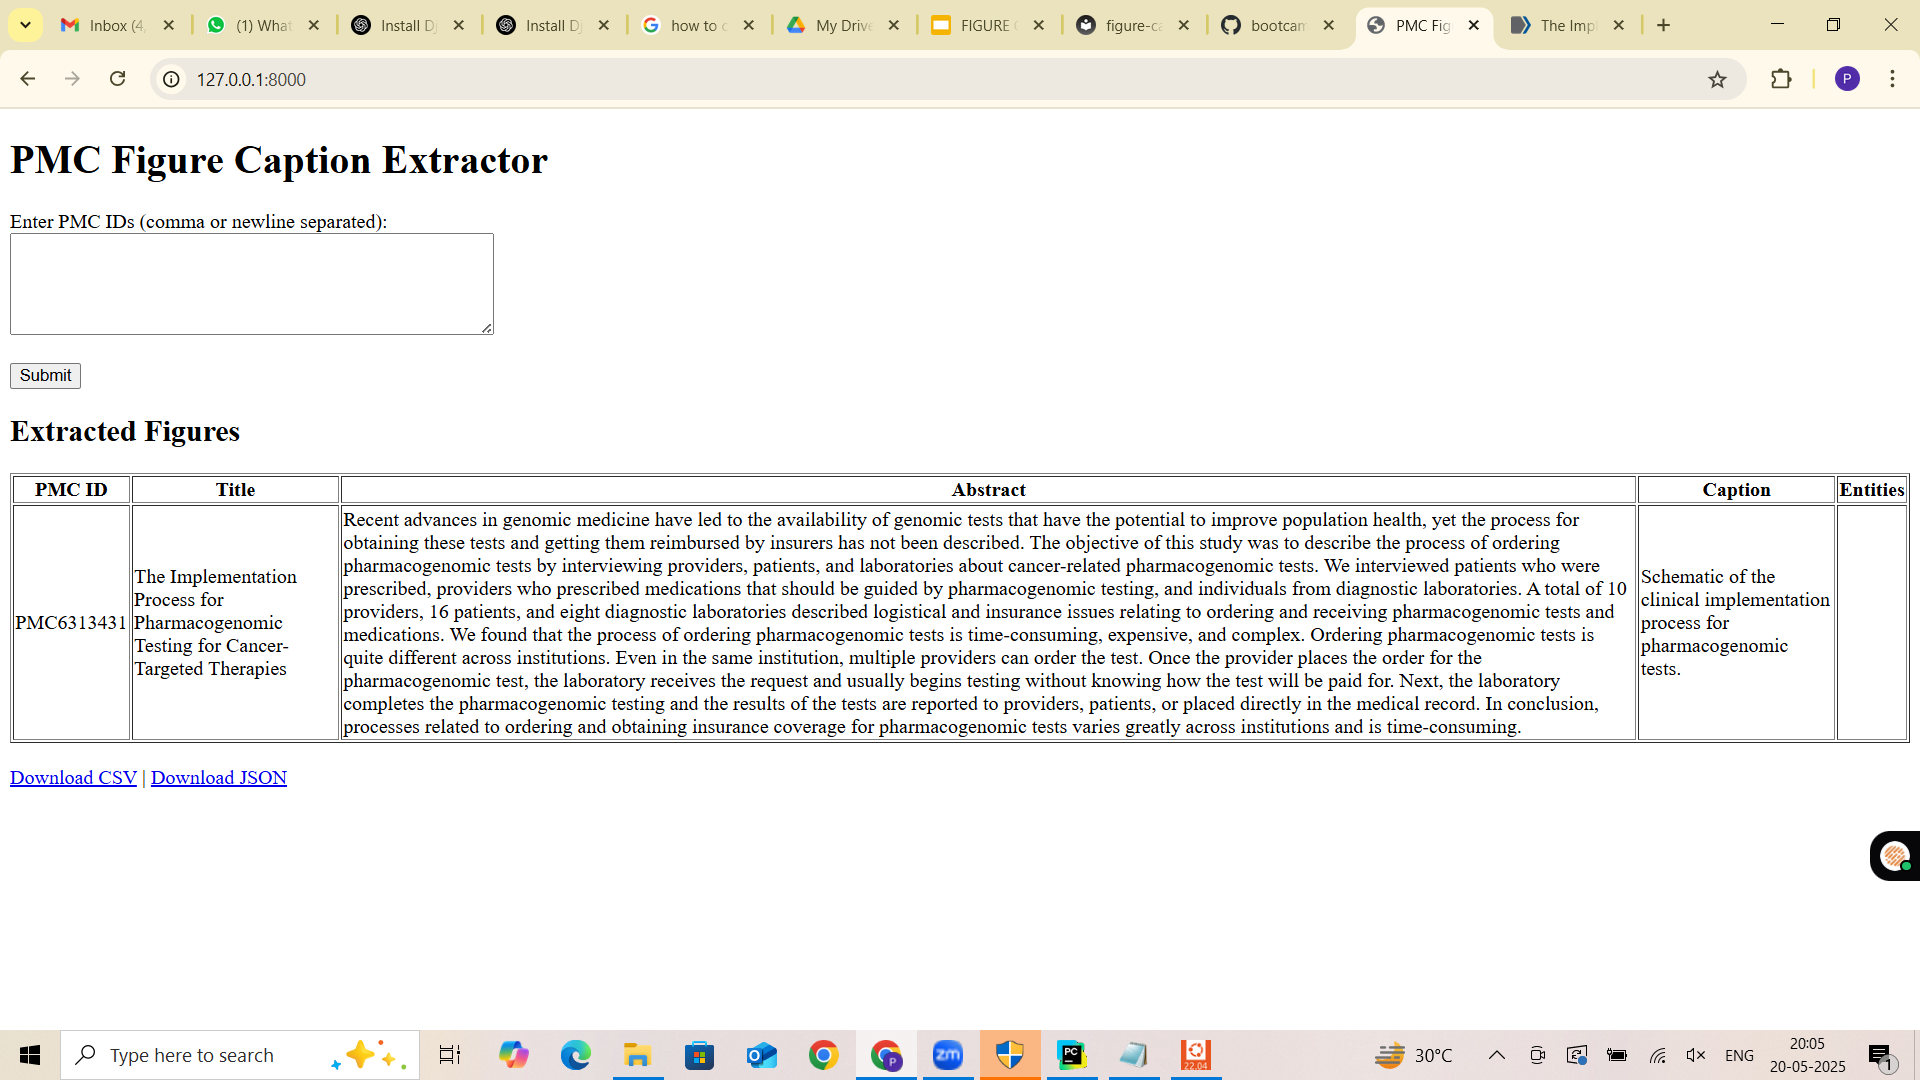 Inbox (4,
(1) What
Install D
Install D
how to c
My Drive
FIGURE
figure-ca
bootcam
PMC Fig
The Impl
127.0.0.1:8000
P
PMC Figure Caption Extractor
Enter PMC IDs (comma or newline separated):
Submit
Extracted Figures
PMC ID Title Abstract Caption Entities
PMC6313431
The Implementation
Process for
Pharmacogenomic
Testing for Cancer-
Targeted Therapies
Recent advances in genomic medicine have led to the availability of genomic tests that have the potential to improve population health, yet the process for
obtaining these tests and getting them reimbursed by insurers has not been described. The objective of this study was to describe the process of ordering
pharmacogenomic tests by interviewing providers, patients, and laboratories about cancer-related pharmacogenomic tests. We interviewed patients who were
prescribed, providers who prescribed medications that should be guided by pharmacogenomic testing, and individuals from diagnostic laboratories. A total of 10
providers, 16 patients, and eight diagnostic laboratories described logistical and insurance issues relating to ordering and receiving pharmacogenomic tests and
medications. We found that the process of ordering pharmacogenomic tests is time-consuming, expensive, and complex. Ordering pharmacogenomic tests is
quite different across institutions. Even in the same institution, multiple providers can order the test. Once the provider places the order for the
pharmacogenomic test, the laboratory receives the request and usually begins testing without knowing how the test will be paid for. Next, the laboratory
completes the pharmacogenomic testing and the results of the tests are reported to providers, patients, or placed directly in the medical record. In conclusion,
processes related to ordering and obtaining insurance coverage for pharmacogenomic tests varies greatly across institutions and is time-consuming.
Schematic of the
clinical implementation
process for
pharmacogenomic
tests.
Download CSV | Download JSON
Type here to search
zm
PC
22.04
30°C
ENG
20:05
20-05-2025
1